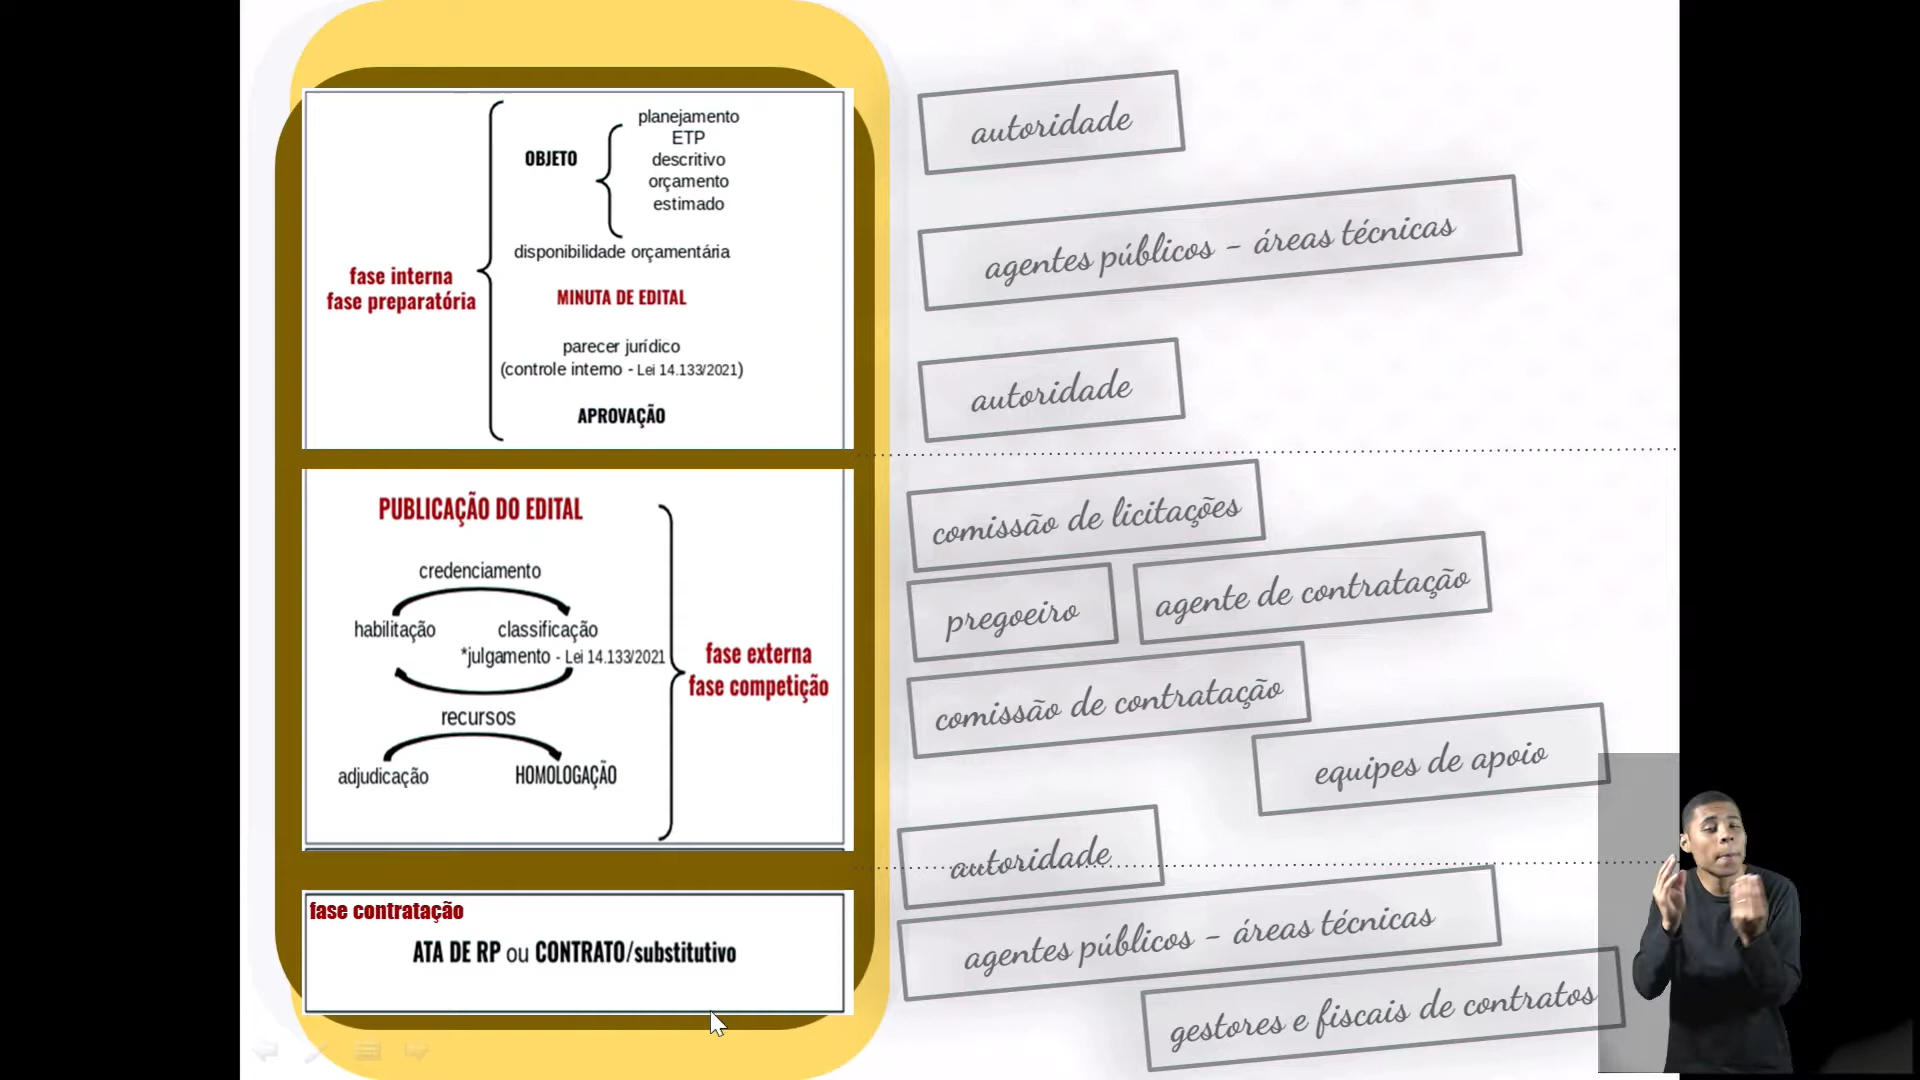 planejamento
ETP
OBJETO
descritivo
orçamento
estimado
disponibilidade orçamentária
fase interna
fase preparatória
MINUTA DE EDITAL
parecer jurídico
(controle interno - Lei 14.133/2021)
APROVAÇÃO
PUBLICAÇÃO DO EDITAL
credenciamento
habilitação
classificação
*julgamento - Lei 14.133/2021
fase externa
fase competição
recursos
adjudicação
HOMOLOGAÇÃO
fase contratação
ATA DE RP ou CONTRATO/substitutivo
autoridade
agentes públicos - áreas técnicas
autoridade
comissão de licitações
pregoeiro
agente de contratação
comissão de contratação
equipes de apoio
autoridade
agentes públicos - áreas técnicas
gestores e fiscais de contratos